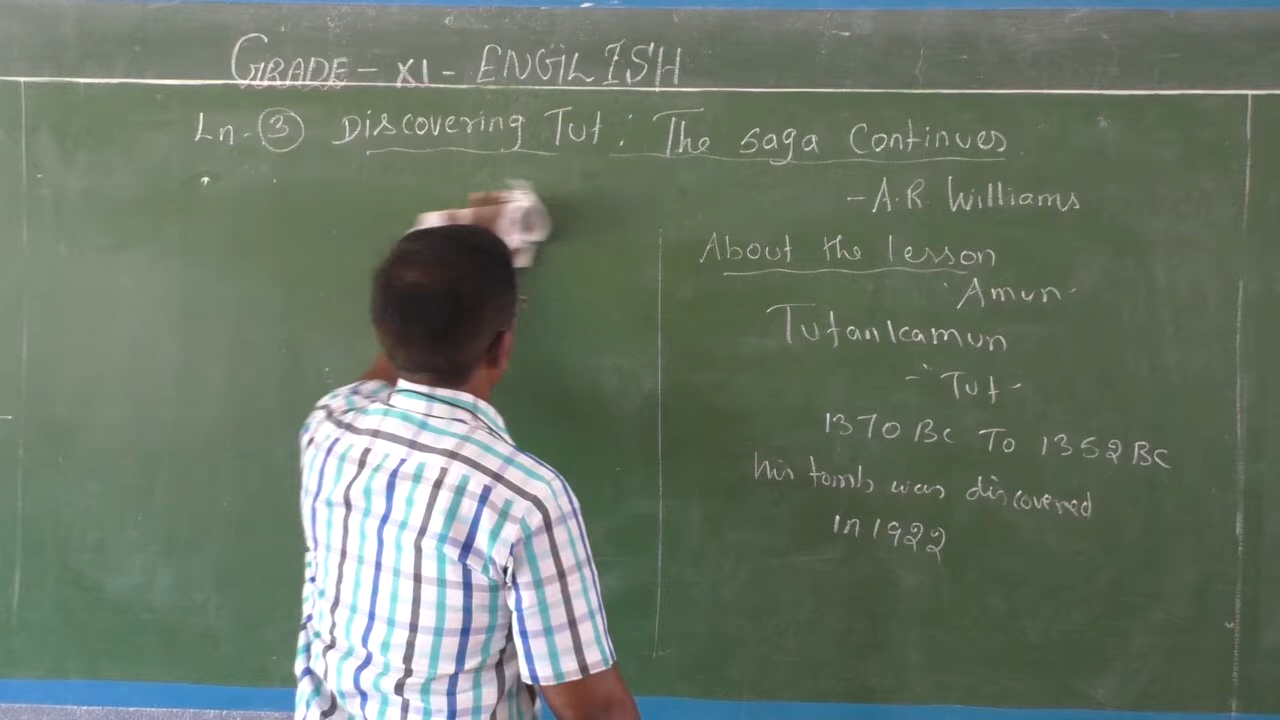 GRADE - XI - ENGLISH
Ln - ③ Discovering Tut : The saga Continues
- A.R. Williams
About the lesson
'Amun-
Tutankamun
- "Tut -
1370 BC To 1352 BC
his tomb was discovered
in 1922